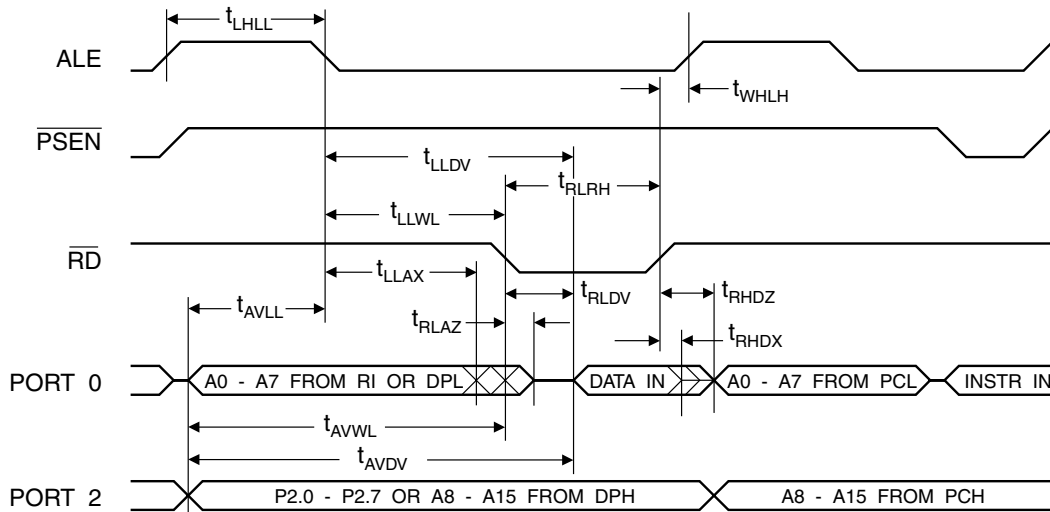 tLHLL
ALE
tWHLH
PSEN
tLLDV
tRLRH
tLLWL
RD
tLLAX
tRLDV
tRHDZ
tAVLL
tRLAZ
tRHDX
PORT 0
A0 - A7 FROM RI OR DPL
DATA IN
A0 - A7 FROM PCL
INSTR IN
tAVWL
tAVDV
PORT 2
P2.0 - P2.7 OR A8 - A15 FROM DPH
A8 - A15 FROM PCH